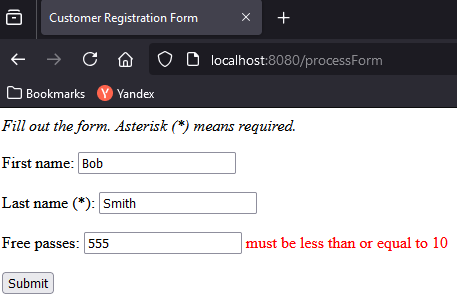 Customer Registration Form
localhost:8080/processForm
Bookmarks Yandex
Fill out the form. Asterisk (*) means required.
First name: Bob
Last name (*): Smith
Free passes: 555 must be less than or equal to 10
Submit